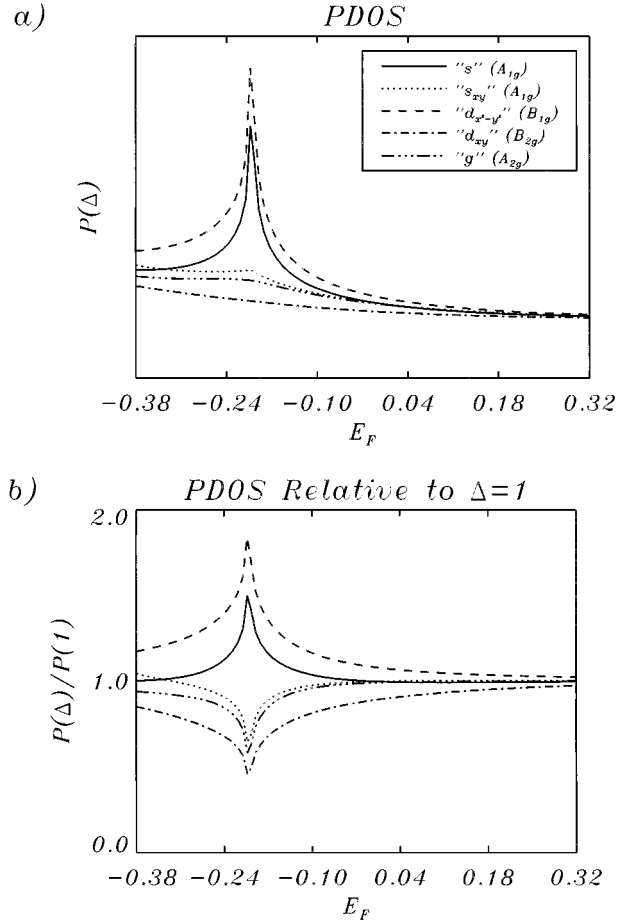 a)
PDOS
"s" (A1g)
"sxy" (A1g)
"dx²-y²" (B1g)
"dxy" (B2g)
"g" (A2g)
P(Δ)
-0.38 -0.24 -0.10 0.04 0.18 0.32
EF
b)
PDOS Relative to Δ=1
2.0
1.0
0.0
P(Δ)/P(1)
-0.38 -0.24 -0.10 0.04 0.18 0.32
EF